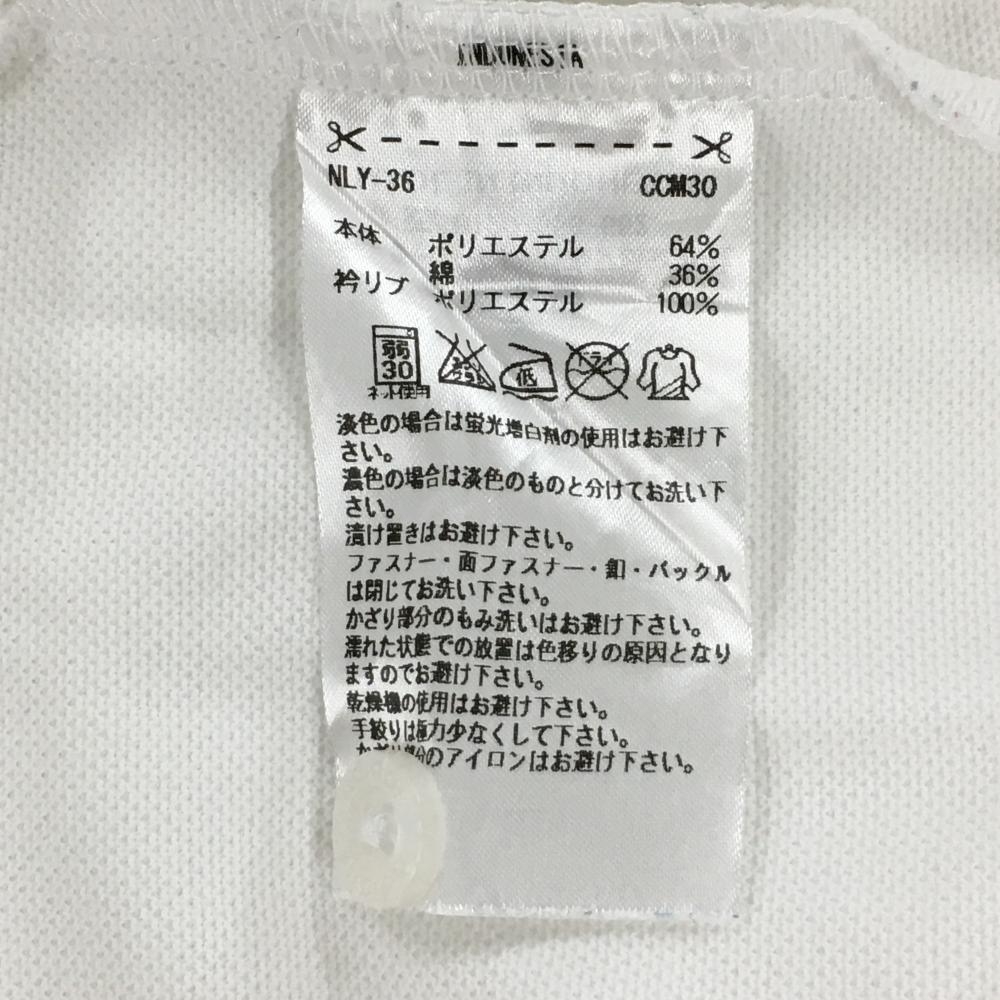 INDONESIA
NLY-36 CCM30
本体 ポリエステル 64%
綿 36%
衿リブ ポリエステル 100%
弱
30
ネット使用
低
ドライ
淡色の場合は蛍光増白剤の使用はお避け下
さい。
濃色の場合は淡色のものと分けてお洗い下
さい。
漬け置きはお避け下さい。
ファスナー・面ファスナー・釦・バックル
は閉じてお洗い下さい。
かざり部分のもみ洗いはお避け下さい。
濡れた状態での放置は色移りの原因となり
ますのでお避け下さい。
乾燥機の使用はお避け下さい。
手絞りは極力少なくして下さい。
かざり部分のアイロンはお避け下さい。